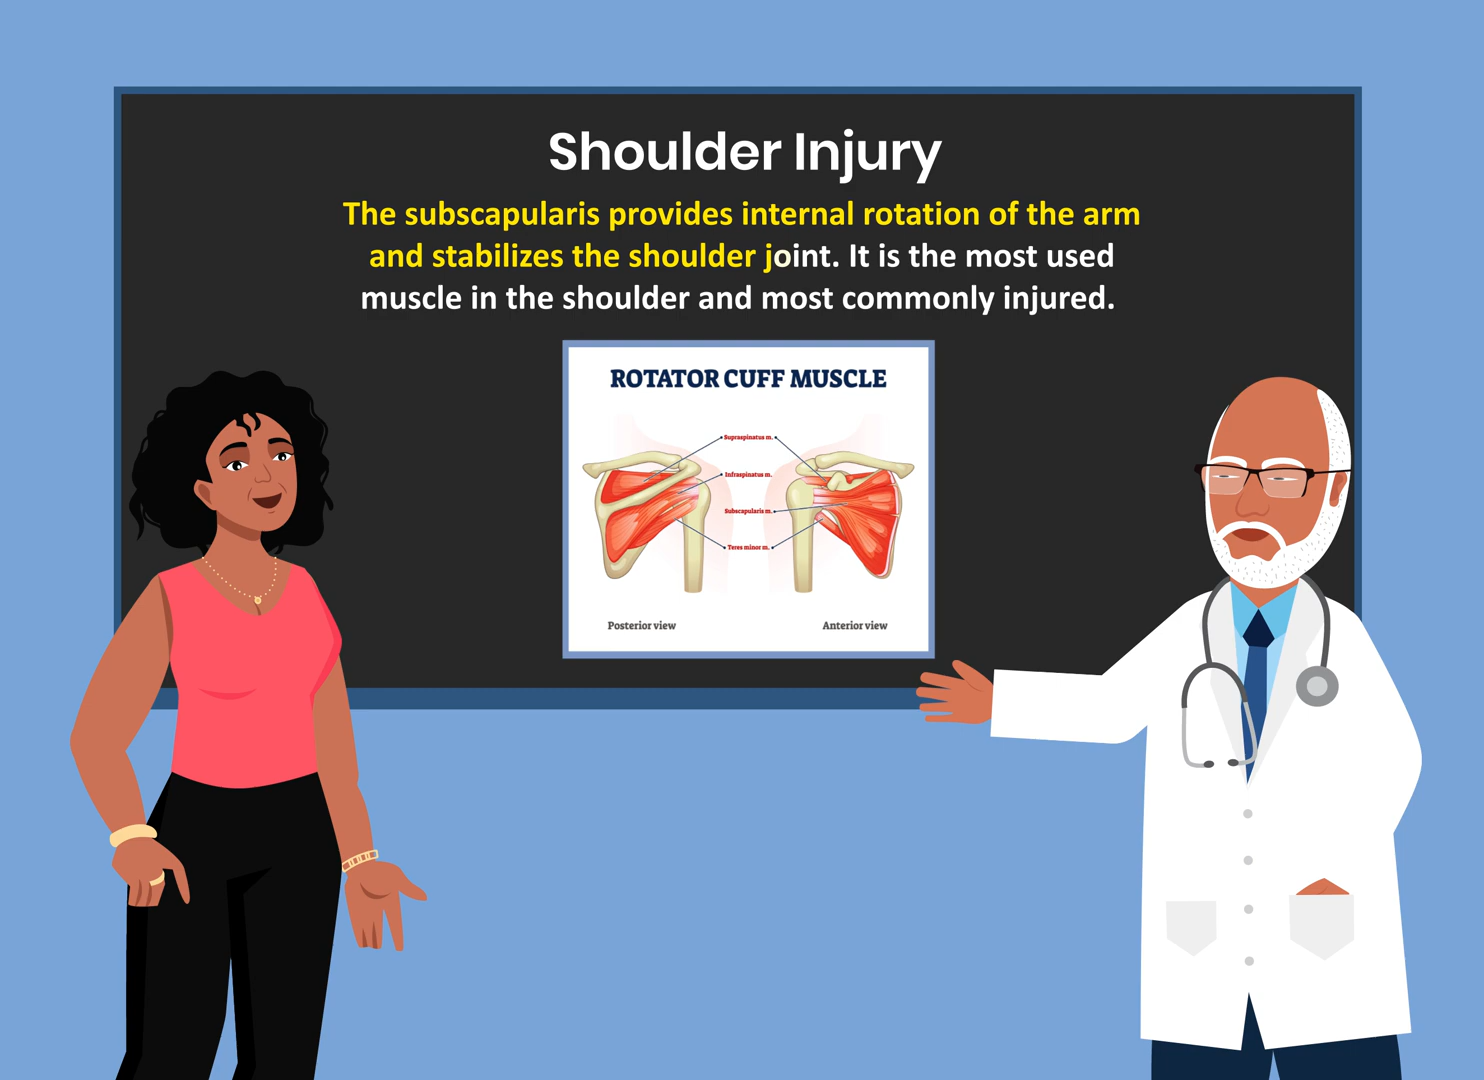 Shoulder Injury
The subscapularis provides internal rotation of the arm
and stabilizes the shoulder joint. It is the most used
muscle in the shoulder and most commonly injured.
ROTATOR CUFF MUSCLE
Supraspinatus m.
Infraspinatus m.
Subscapularis m.
Teres minor m.
Posterior view
Anterior view